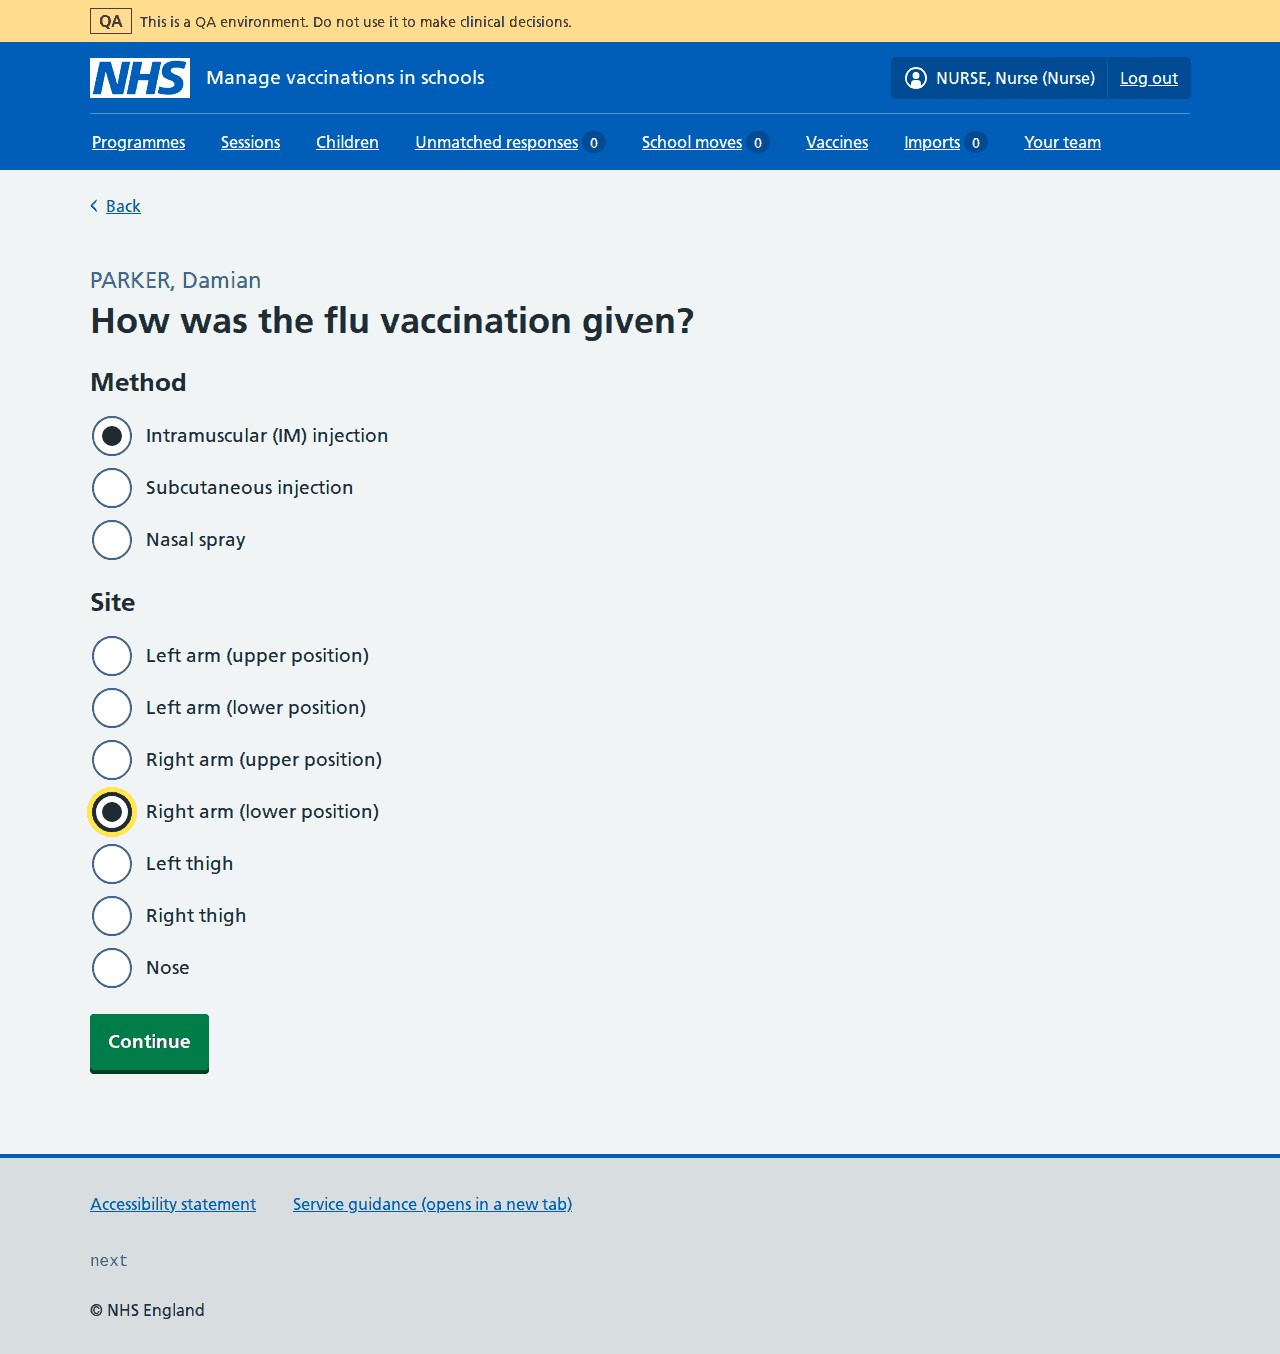 QA This is a QA environment. Do not use it to make clinical decisions.
NHS Manage vaccinations in schools NURSE, Nurse (Nurse) Log out
Programmes Sessions Children Unmatched responses 0 School moves 0 Vaccines Imports 0 Your team
Back
PARKER, Damian
How was the flu vaccination given?
Method
Intramuscular (IM) injection
Subcutaneous injection
Nasal spray
Site
Left arm (upper position)
Left arm (lower position)
Right arm (upper position)
Right arm (lower position)
Left thigh
Right thigh
Nose
Continue
Accessibility statement Service guidance (opens in a new tab)
next
© NHS England